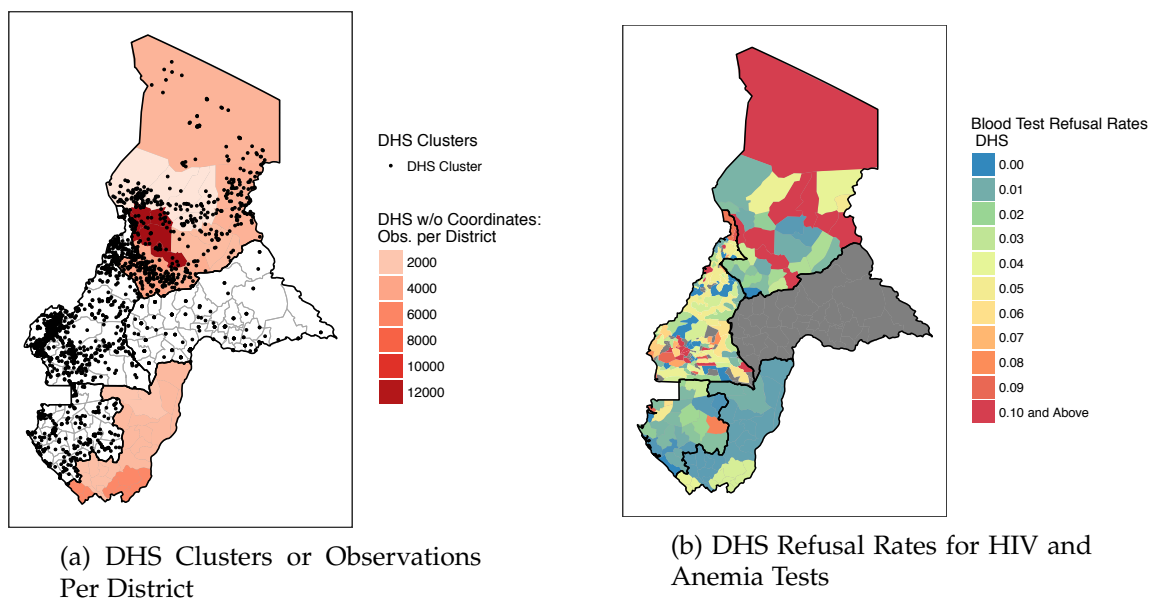 DHS Clusters
DHS Cluster
DHS w/o Coordinates:
Obs. per District
2000
4000
6000
8000
10000
12000
(a) DHS Clusters or Observations
Per District
Blood Test Refusal Rates
DHS
0.00
0.01
0.02
0.03
0.04
0.05
0.06
0.07
0.08
0.09
0.10 and Above
(b) DHS Refusal Rates for HIV and
Anemia Tests